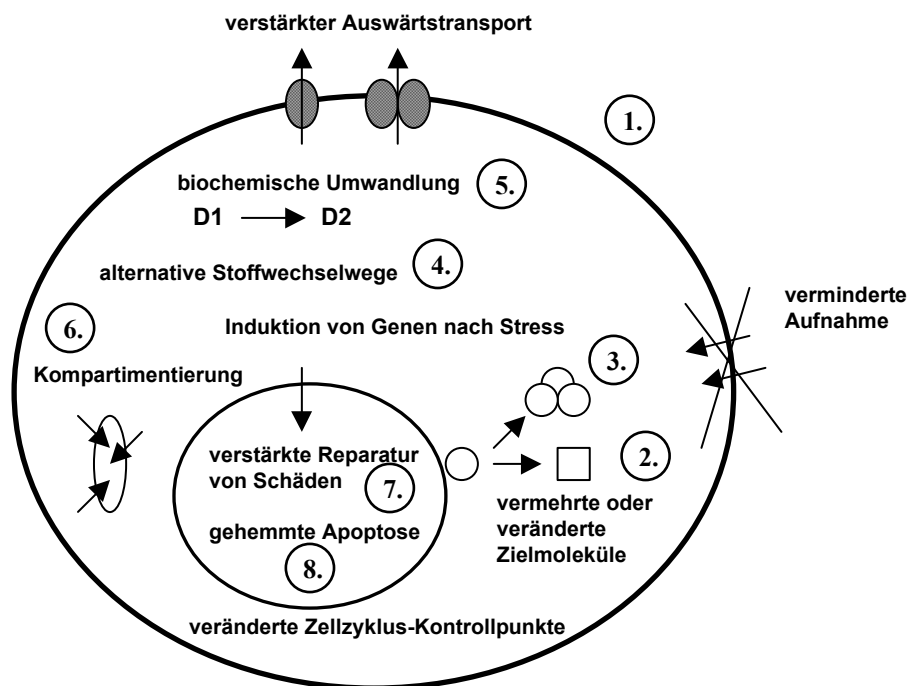 verstärkter Auswärtstransport
1.
biochemische Umwandlung
5.
D1
D2
alternative Stoffwechselwege
4.
verminderte
Aufnahme
6.
Induktion von Genen nach Stress
3.
Kompartimentierung
verstärkte Reparatur
von Schäden
7.
2.
vermehrte oder
veränderte
Zielmoleküle
gehemmte Apoptose
8.
veränderte Zellzyklus-Kontrollpunkte